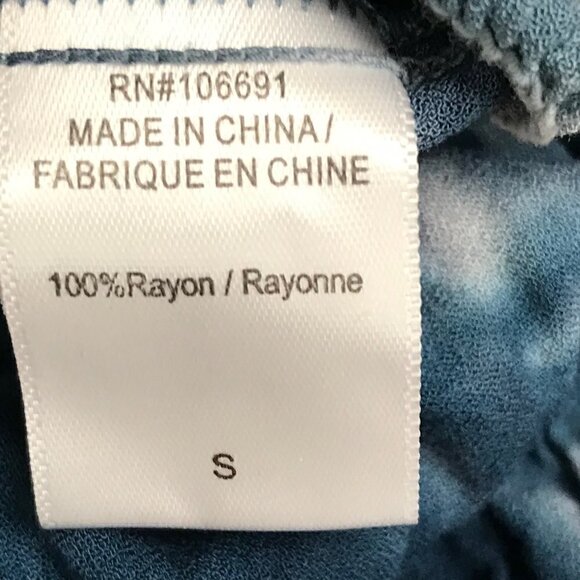 RN#106691
MADE IN CHINA/
FABRIQUE EN CHINE
100%Rayon / Rayonne
S